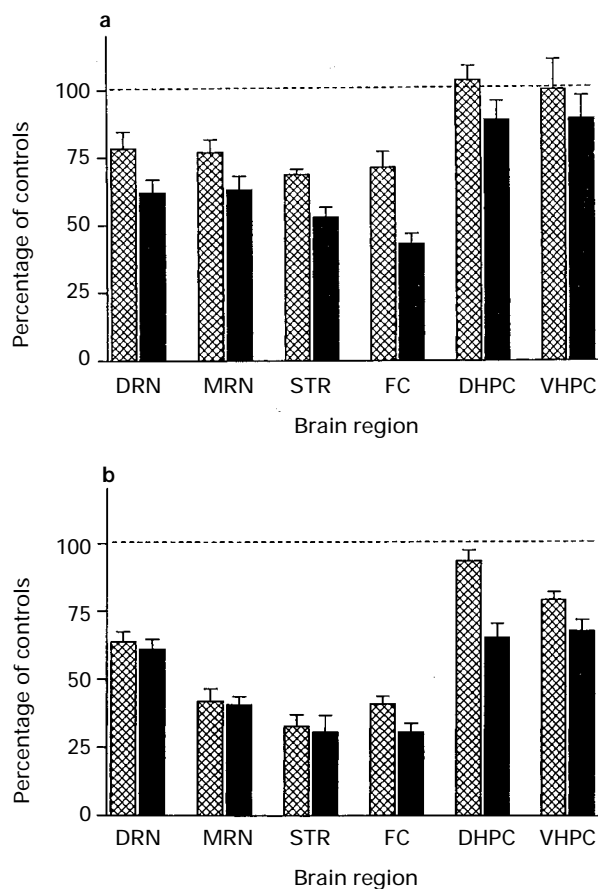 a
Percentage of controls
100
75
50
25
0
DRN MRN STR FC DHPC VHPC
Brain region
b
Percentage of controls
100
75
50
25
0
DRN MRN STR FC DHPC VHPC
Brain region